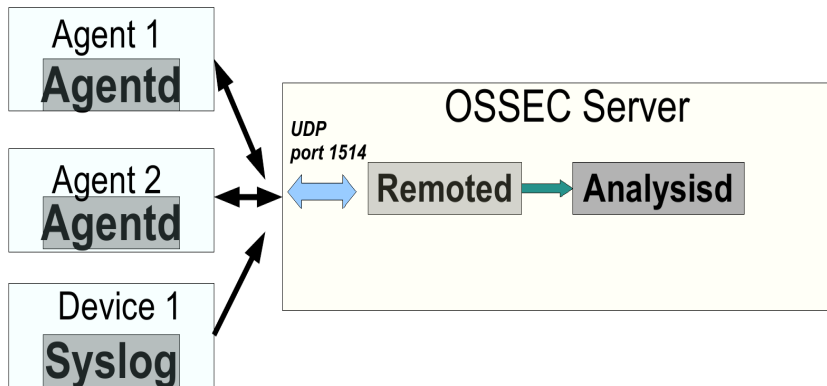 Agent 1
Agentd
Agent 2
Agentd
Device 1
Syslog
OSSEC Server
UDP
port 1514
Remoted
Analysisd